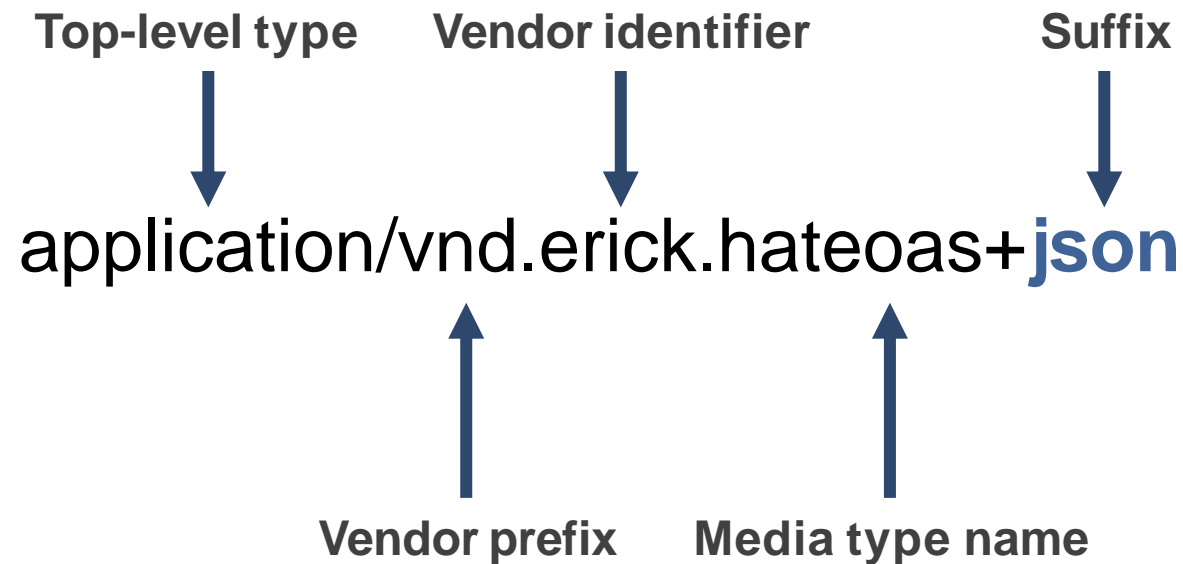 Top-level type Vendor identifier Suffix
application/vnd.erick.hateoas+json
Vendor prefix Media type name